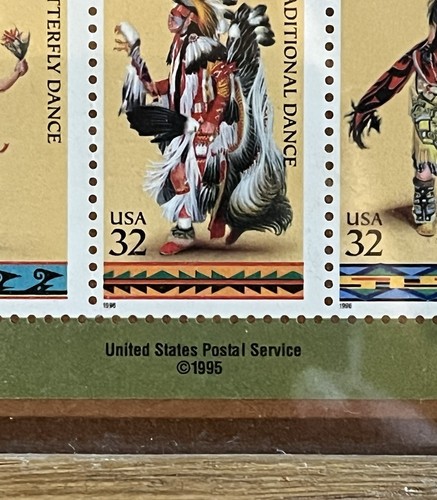 TTERFLY DANCE
ADITIONAL DANCE
USA
32
USA
32
1996
1996
United States Postal Service
©1995